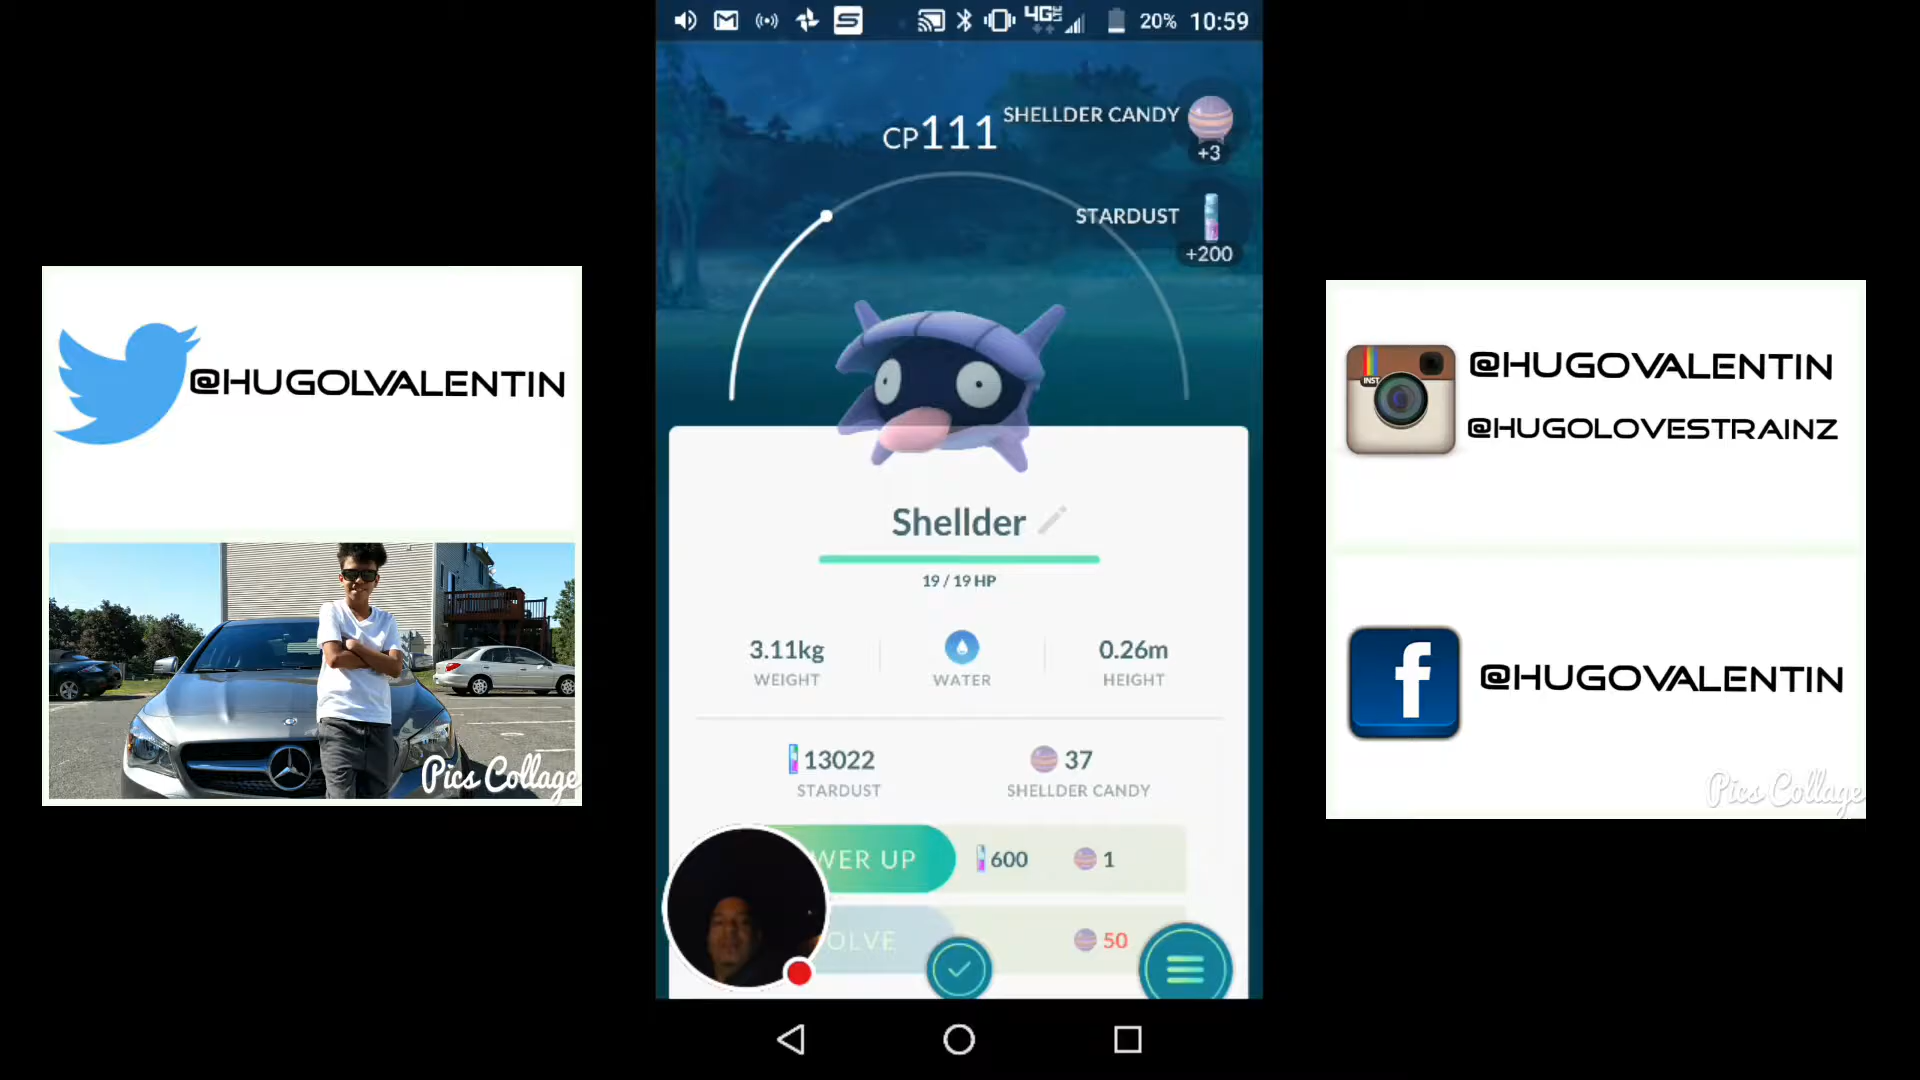 20% 10:59
CP111
SHELLDER CANDY
+3
STARDUST
+200
@HUGOLVALENTIN
Pics Collage
Shellder
19 / 19 HP
3.11kg
WEIGHT
WATER
0.26m
HEIGHT
13022
STARDUST
37
SHELLDER CANDY
WER UP 600 1
OLVE 50
INST
@HUGOVALENTIN
@HUGOLOVESTRAINZ
f @HUGOVALENTIN
Pics Collage